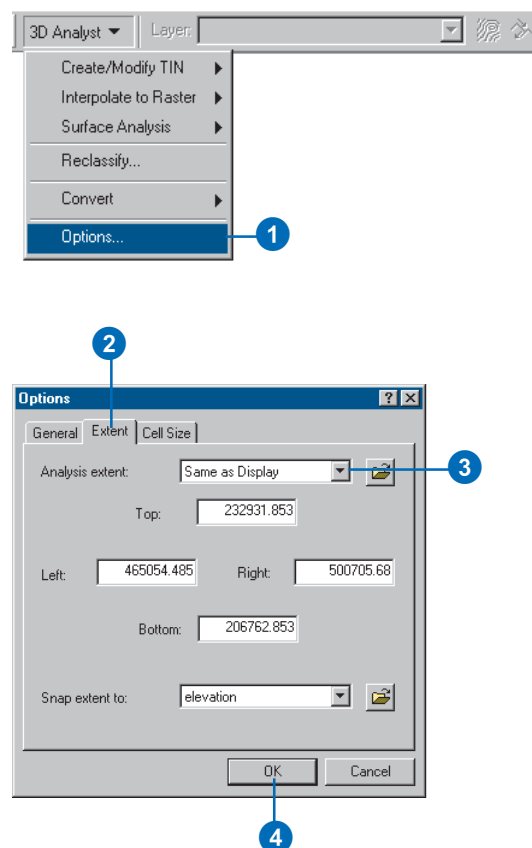 3D Analyst Layer:
Create/Modify TIN
Interpolate to Raster
Surface Analysis
Reclassify...
Convert
Options...
1
2
Options ? ×
General Extent Cell Size
Analysis extent: Same as Display
3
Top: 232931.853
Left: 465054.485 Right: 500705.68
Bottom: 206762.853
Snap extent to: elevation
OK Cancel
4